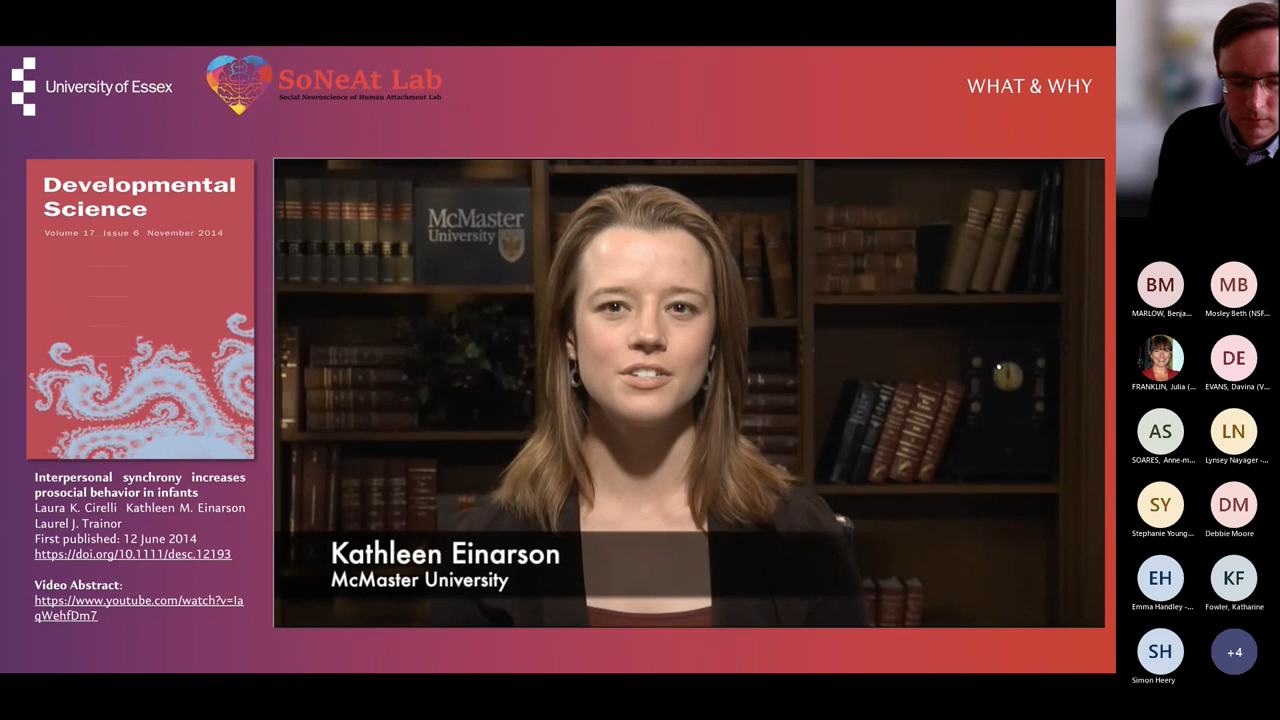 University of Essex
SoNeAt Lab
Social Neuroscience of Human Attachment Lab
WHAT & WHY
Developmental
Science
Volume 17 Issue 6 November 2014
McMaster
University
Kathleen Einarson
McMaster University
Interpersonal synchrony increases
prosocial behavior in infants
Laura K. Cirelli Kathleen M. Einarson
Laurel J. Trainor
First published: 12 June 2014
https://doi.org/10.1111/desc.12193
Video Abstract:
https://www.youtube.com/watch?v=Ia
qWehfDm7
BM
MARLOW, Benja...
MB
Mosley Beth (NSF...
FRANKLIN, Julia (...
DE
EVANS, Davina (V...
AS
SOARES, Anne-m...
LN
Lynsey Nayager -...
SY
Stephanie Young...
DM
Debbie Moore
EH
Emma Handley -...
KF
Fowler, Katharine
SH
Simon Heery
+4